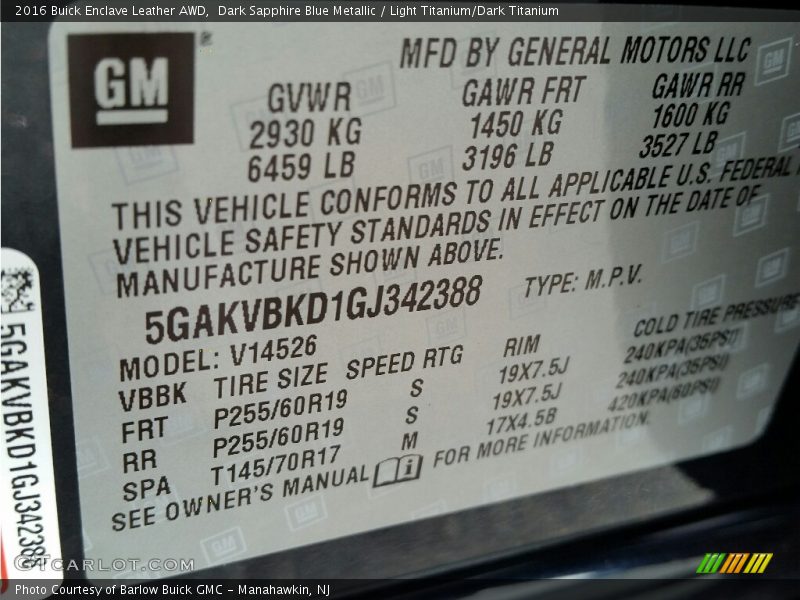 2016 Buick Enclave Leather AWD, Dark Sapphire Blue Metallic / Light Titanium/Dark Titanium
GM
MFD BY GENERAL MOTORS LLC
GVWR GAWR FRT GAWR RR
2930 KG 1450 KG 1600 KG
6459 LB 3196 LB 3527 LB
THIS VEHICLE CONFORMS TO ALL APPLICABLE U.S. FEDERAL
VEHICLE SAFETY STANDARDS IN EFFECT ON THE DATE OF
MANUFACTURE SHOWN ABOVE.
5GAKVBKD1GJ342388 TYPE: M.P.V.
MODEL: V14526
VBBK TIRE SIZE SPEED RTG RIM COLD TIRE PRESSURE
FRT P255/60R19 S 19X7.5J 240KPA(35PSI)
RR P255/60R19 S 19X7.5J 240KPA(35PSI)
SPA T145/70R17 M 17X4.5B 420KPA(60PSI)
SEE OWNER'S MANUAL FOR MORE INFORMATION.
5GAKVBKD1GJ342388
GTCARLOT.COM
Photo Courtesy of Barlow Buick GMC - Manahawkin, NJ